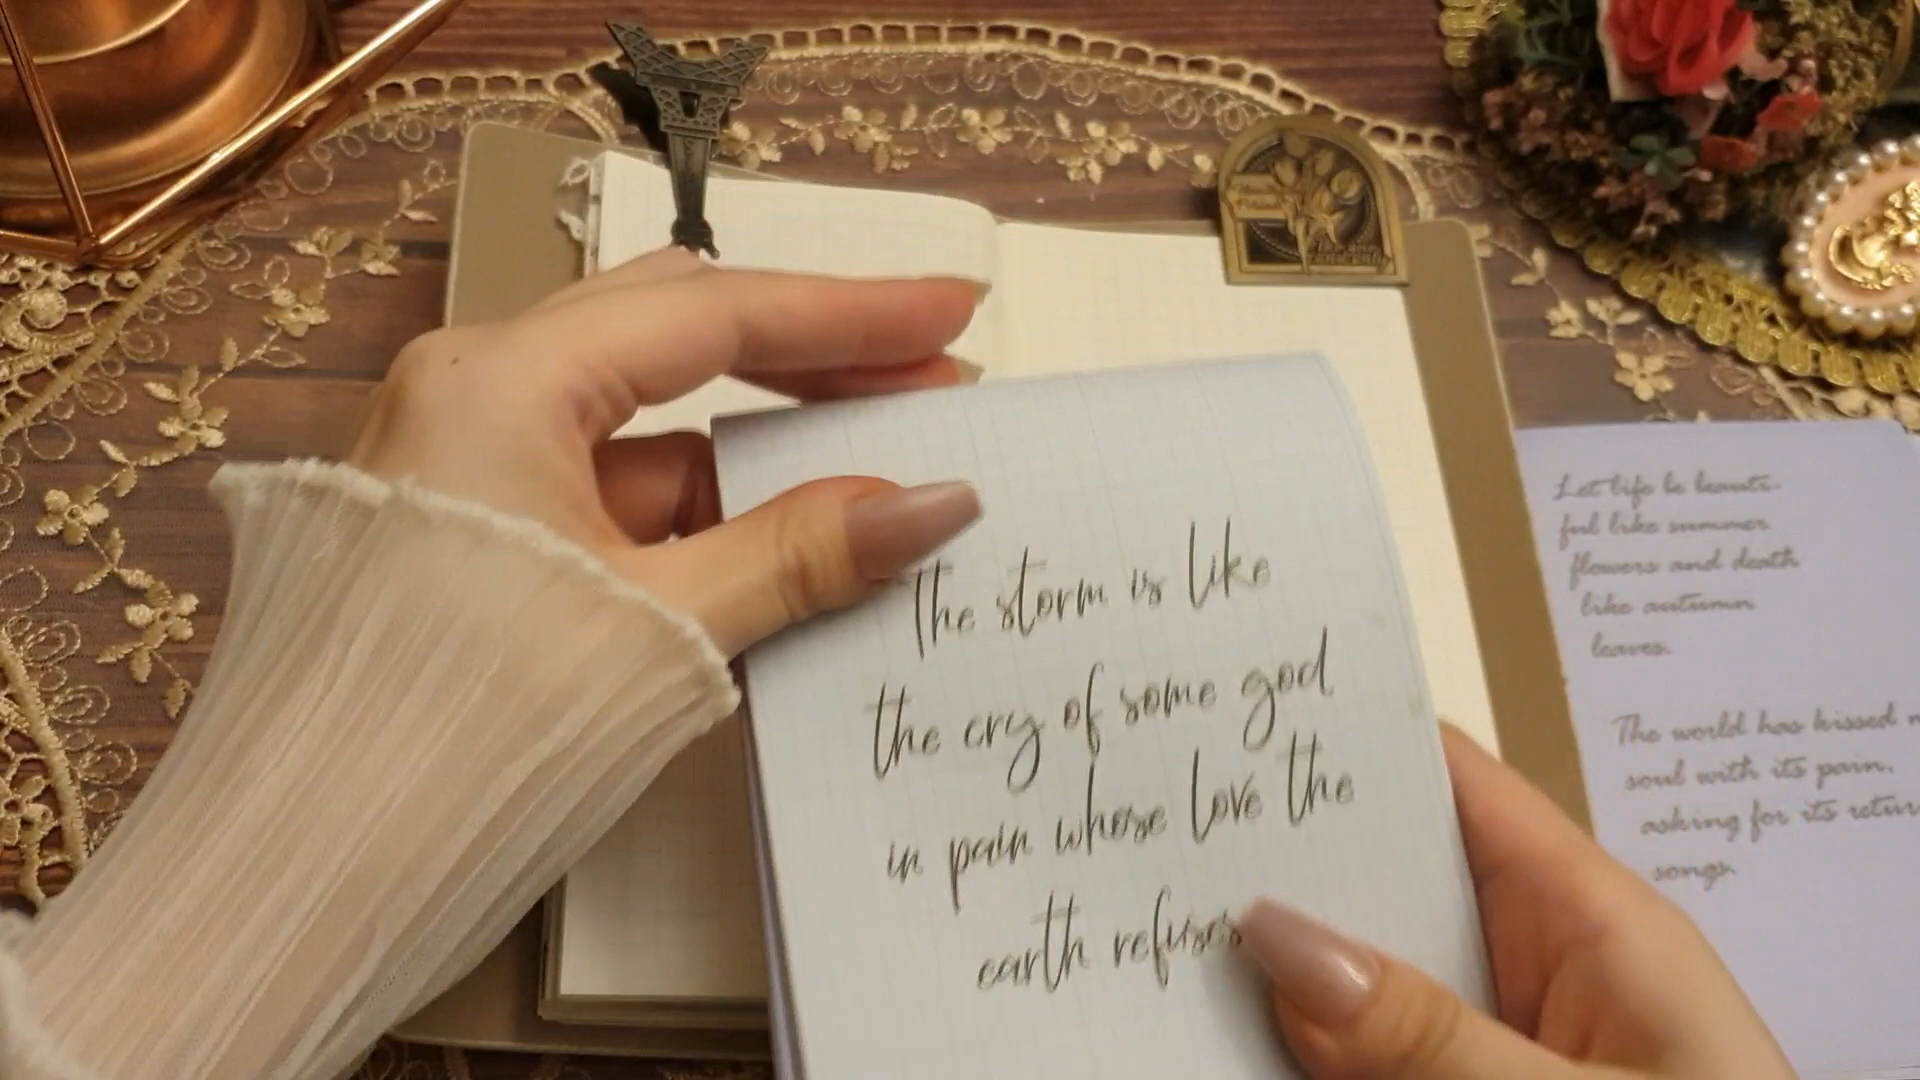 The storm is like
the cry of some god
in pain whose love the
earth refuses
Let life be beauti-
ful like summer
flowers and death
like autumn
leaves.
The world has kissed
soul with its pain,
asking for its return
songs.